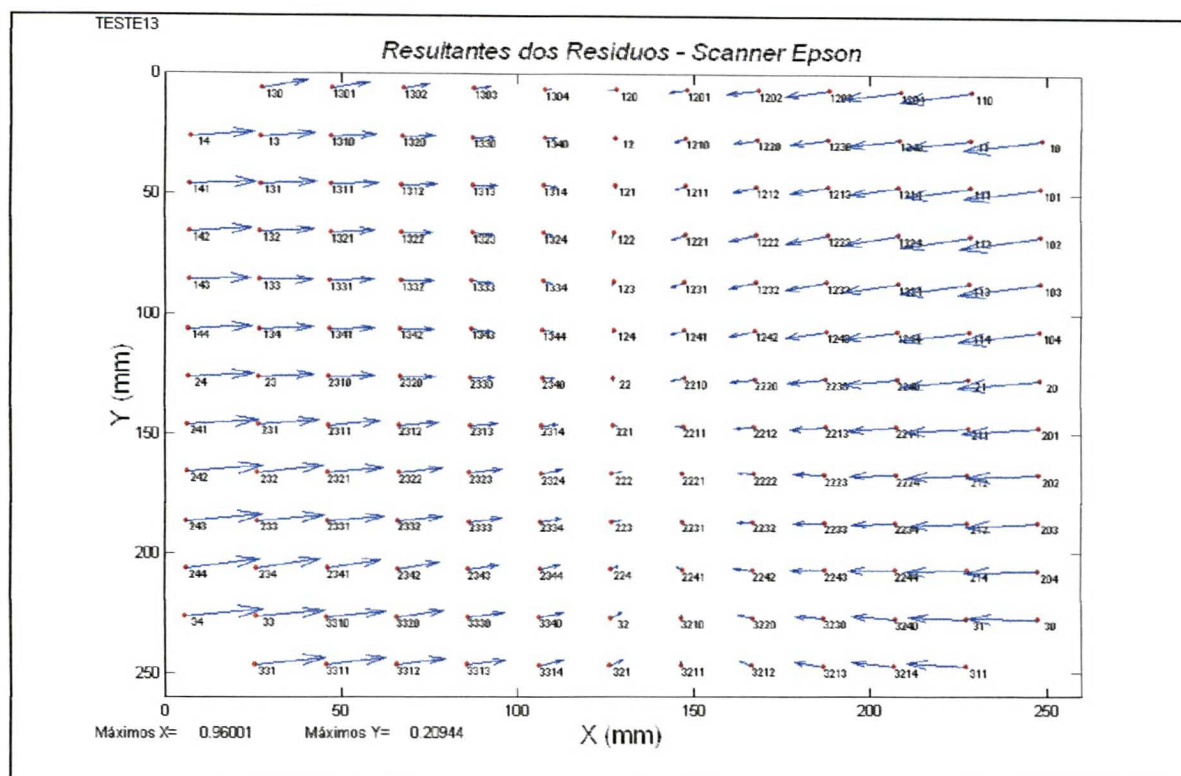 TESTE13
Resultantes dos Residuos - Scanner Epson
0
130 1301 1302 1303 1304 120 1201 1202 110
14 13 1310 1320 1330 1340 12 1210 1220 1230 10
50
141 131 1311 1312 1313 1314 121 1211 1212 1213 101
142 132 1321 1322 1323 1324 122 1221 1222 1223 102
143 133 1331 1332 1333 1334 123 1231 1232 103
100
144 134 1341 1342 1343 1344 124 1241 1242 1243 104
24 23 2310 2320 2330 2340 22 2210 2220 2230 21 20
Y (mm)
150
241 231 2311 2312 2313 2314 221 2211 2212 2213 201
242 232 2321 2322 2323 2324 222 2221 2222 2223 2224 212 202
243 233 2331 2332 2333 2334 223 2231 2232 2233 2234 203
200
244 234 2341 2342 2343 2344 224 2241 2242 2243 2244 214 204
34 33 3310 3320 3330 3340 32 3210 3220 3230 3240 31 30
250
331 3311 3312 3313 3314 321 3211 3212 3213 3214 311
0 50 100 150 200 250
Máximos X= 0.96001 Máximos Y= 0.20944
X (mm)